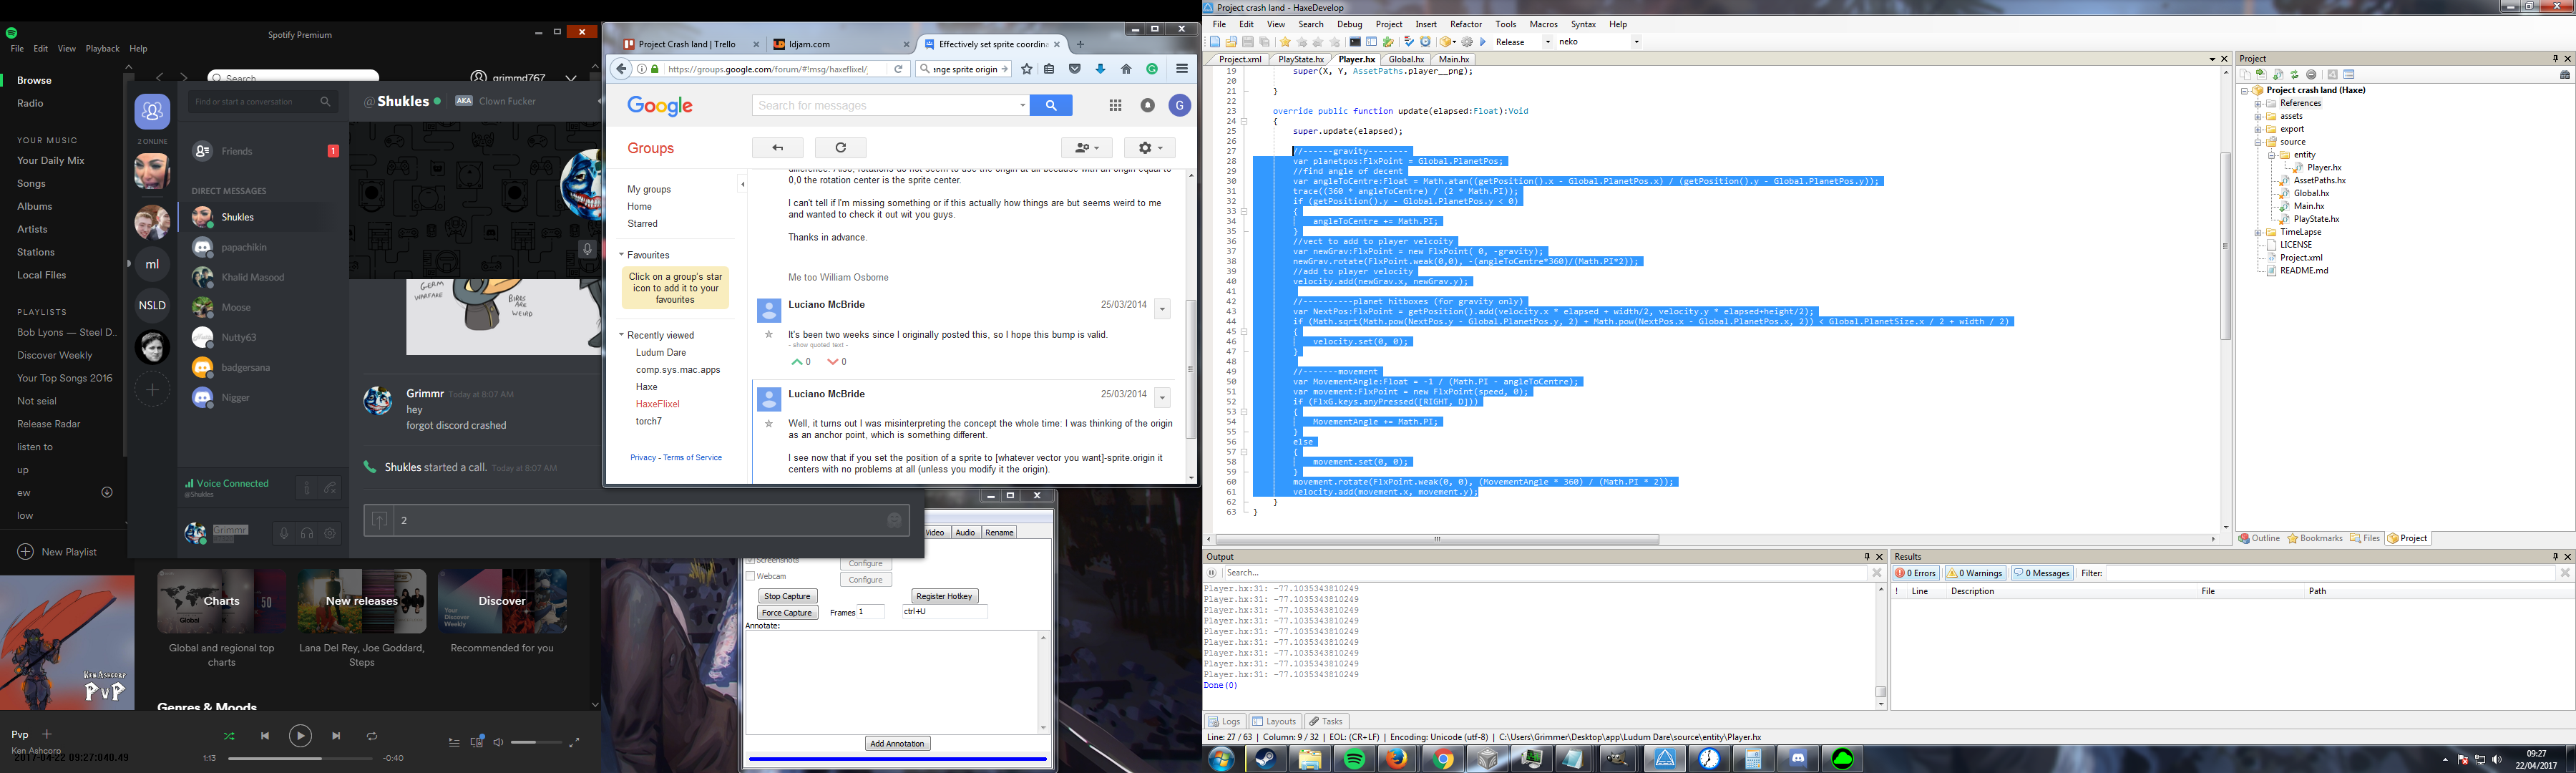 Spotify Premium
File Edit View Playback Help
Search
grimmd767
Browse
Radio
YOUR MUSIC
Your Daily Mix
Songs
Albums
Artists
Stations
Local Files
PLAYLISTS
Bob Lyons — Steel D..
Discover Weekly
Your Top Songs 2016
Not seial
Release Radar
listen to
up
ew
low
New Playlist
KEN ASHCORP
PvP
Pvp
Ken Ashcorp
2017-04-22 09:27:040.49
1:13
-0:40
Charts
New releases
Discover
Global and regional top charts
Lana Del Rey, Joe Goddard, Steps
Recommended for you
Genres & Moods
2 ONLINE
ml
NSLD
Find or start a conversation
Friends
1
DIRECT MESSAGES
Shukles
papachikin
Khalid Masood
Moose
Nutty63
badgersana
Nigger
Voice Connected
@Shukles
Grimmr
@Shukles AKA Clown Fucker
GERM WARFARE
BIRDS ARE WEIRD
Grimmr Today at 8:07 AM
hey
forgot discord crashed
Shukles started a call. Today at 8:07 AM
2
Project Crash land | Trello
ldjam.com
Effectively set sprite coordina
https://groups.google.com/forum/#!msg/haxeflixel/
nge sprite origin
Google
Search for messages
G
Groups
My groups
Home
Starred
Favourites
Click on a group's star
icon to add it to your
favourites
Recently viewed
Ludum Dare
comp.sys.mac.apps
Haxe
HaxeFlixel
torch7
Privacy - Terms of Service
difference. Also, rotations do not seem to use the origin at all because with an origin equal to
0,0 the rotation center is the sprite center.
I can't tell if I'm missing something or if this actually how things are but seems weird to me
and wanted to check it out wit you guys.
Thanks in advance.
Me too William Osborne
Luciano McBride 25/03/2014
It's been two weeks since I originally posted this, so I hope this bump is valid.
- show quoted text -
0 0
Luciano McBride 25/03/2014
Well, it turns out I was misinterpreting the concept the whole time: I was thinking of the origin
as an anchor point, which is something different.
I see now that if you set the position of a sprite to [whatever vector you want]-sprite.origin it
centers with no problems at all (unless you modify it the origin).
Video Audio Rename
Screenshots Configure
Webcam Configure
Stop Capture Register Hotkey
Force Capture Frames 1 ctrl+U
Annotate:
Add Annotation
Project crash land - HaxeDevelop
File Edit View Search Debug Project Insert Refactor Tools Macros Syntax Help
Release neko
Project.xml PlayState.hx Player.hx Global.hx Main.hx
19 super(X, Y, AssetPaths.player__png);
20
21 }
22
23 override public function update(elapsed:Float):Void
24 {
25 super.update(elapsed);
26
27 //------gravity--------
28 var planetpos:FlxPoint = Global.PlanetPos;
29 //find angle of decent
30 var angleToCentre:Float = Math.atan((getPosition().x - Global.PlanetPos.x) / (getPosition().y - Global.PlanetPos.y));
31 trace((360 * angleToCentre) / (2 * Math.PI));
32 if (getPosition().y - Global.PlanetPos.y < 0)
33 {
34 angleToCentre += Math.PI;
35 }
36 //vect to add to player velcoity
37 var newGrav:FlxPoint = new FlxPoint( 0, -gravity);
38 newGrav.rotate(FlxPoint.weak(0,0), -(angleToCentre*360)/(Math.PI*2));
39 //add to player velocity
40 velocity.add(newGrav.x, newGrav.y);
41
42 //----------planet hitboxes (for gravity only)
43 var NextPos:FlxPoint = getPosition().add(velocity.x * elapsed + width/2, velocity.y * elapsed+height/2);
44 if (Math.sqrt(Math.pow(NextPos.y - Global.PlanetPos.y, 2) + Math.pow(NextPos.x - Global.PlanetPos.x, 2)) < Global.PlanetSize.x / 2 + width / 2)
45 {
46 velocity.set(0, 0);
47 }
48
49 //-------movement
50 var MovementAngle:Float = -1 / (Math.PI - angleToCentre);
51 var movement:FlxPoint = new FlxPoint(speed, 0);
52 if (FlxG.keys.anyPressed([RIGHT, D]))
53 {
54 MovementAngle += Math.PI;
55 }
56 else
57 {
58 movement.set(0, 0);
59 }
60 movement.rotate(FlxPoint.weak(0, 0), (MovementAngle * 360) / (Math.PI * 2));
61 velocity.add(movement.x, movement.y);
62 }
63 }
Project
Project crash land (Haxe)
References
assets
export
source
entity
Player.hx
AssetPaths.hx
Global.hx
Main.hx
PlayState.hx
TimeLapse
LICENSE
Project.xml
README.md
Outline Bookmarks Files Project
Output
Search...
Player.hx:31: -77.1035343810249
Player.hx:31: -77.1035343810249
Player.hx:31: -77.1035343810249
Player.hx:31: -77.1035343810249
Player.hx:31: -77.1035343810249
Player.hx:31: -77.1035343810249
Player.hx:31: -77.1035343810249
Player.hx:31: -77.1035343810249
Player.hx:31: -77.1035343810249
Done(0)
Results
0 Errors 0 Warnings 0 Messages Filter:
! Line Description File Path
Logs Layouts Tasks
Line: 27 / 63 | Column: 9 / 32 | EOL: (CR+LF) | Encoding: Unicode (utf-8) | C:\Users\Grimmer\Desktop\app\Ludum Dare\source\entity\Player.hx
09:27
22/04/2017